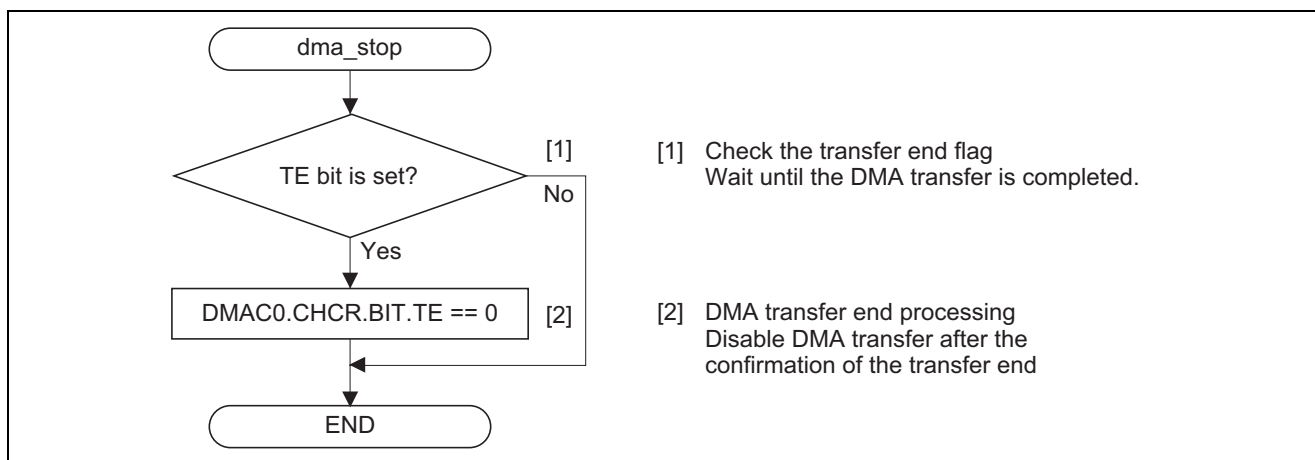 dma_stop
TE bit is set?
[1]
No
Yes
DMAC0.CHCR.BIT.TE == 0
[2]
END
[1] Check the transfer end flag
Wait until the DMA transfer is completed.
[2] DMA transfer end processing
Disable DMA transfer after the
confirmation of the transfer end